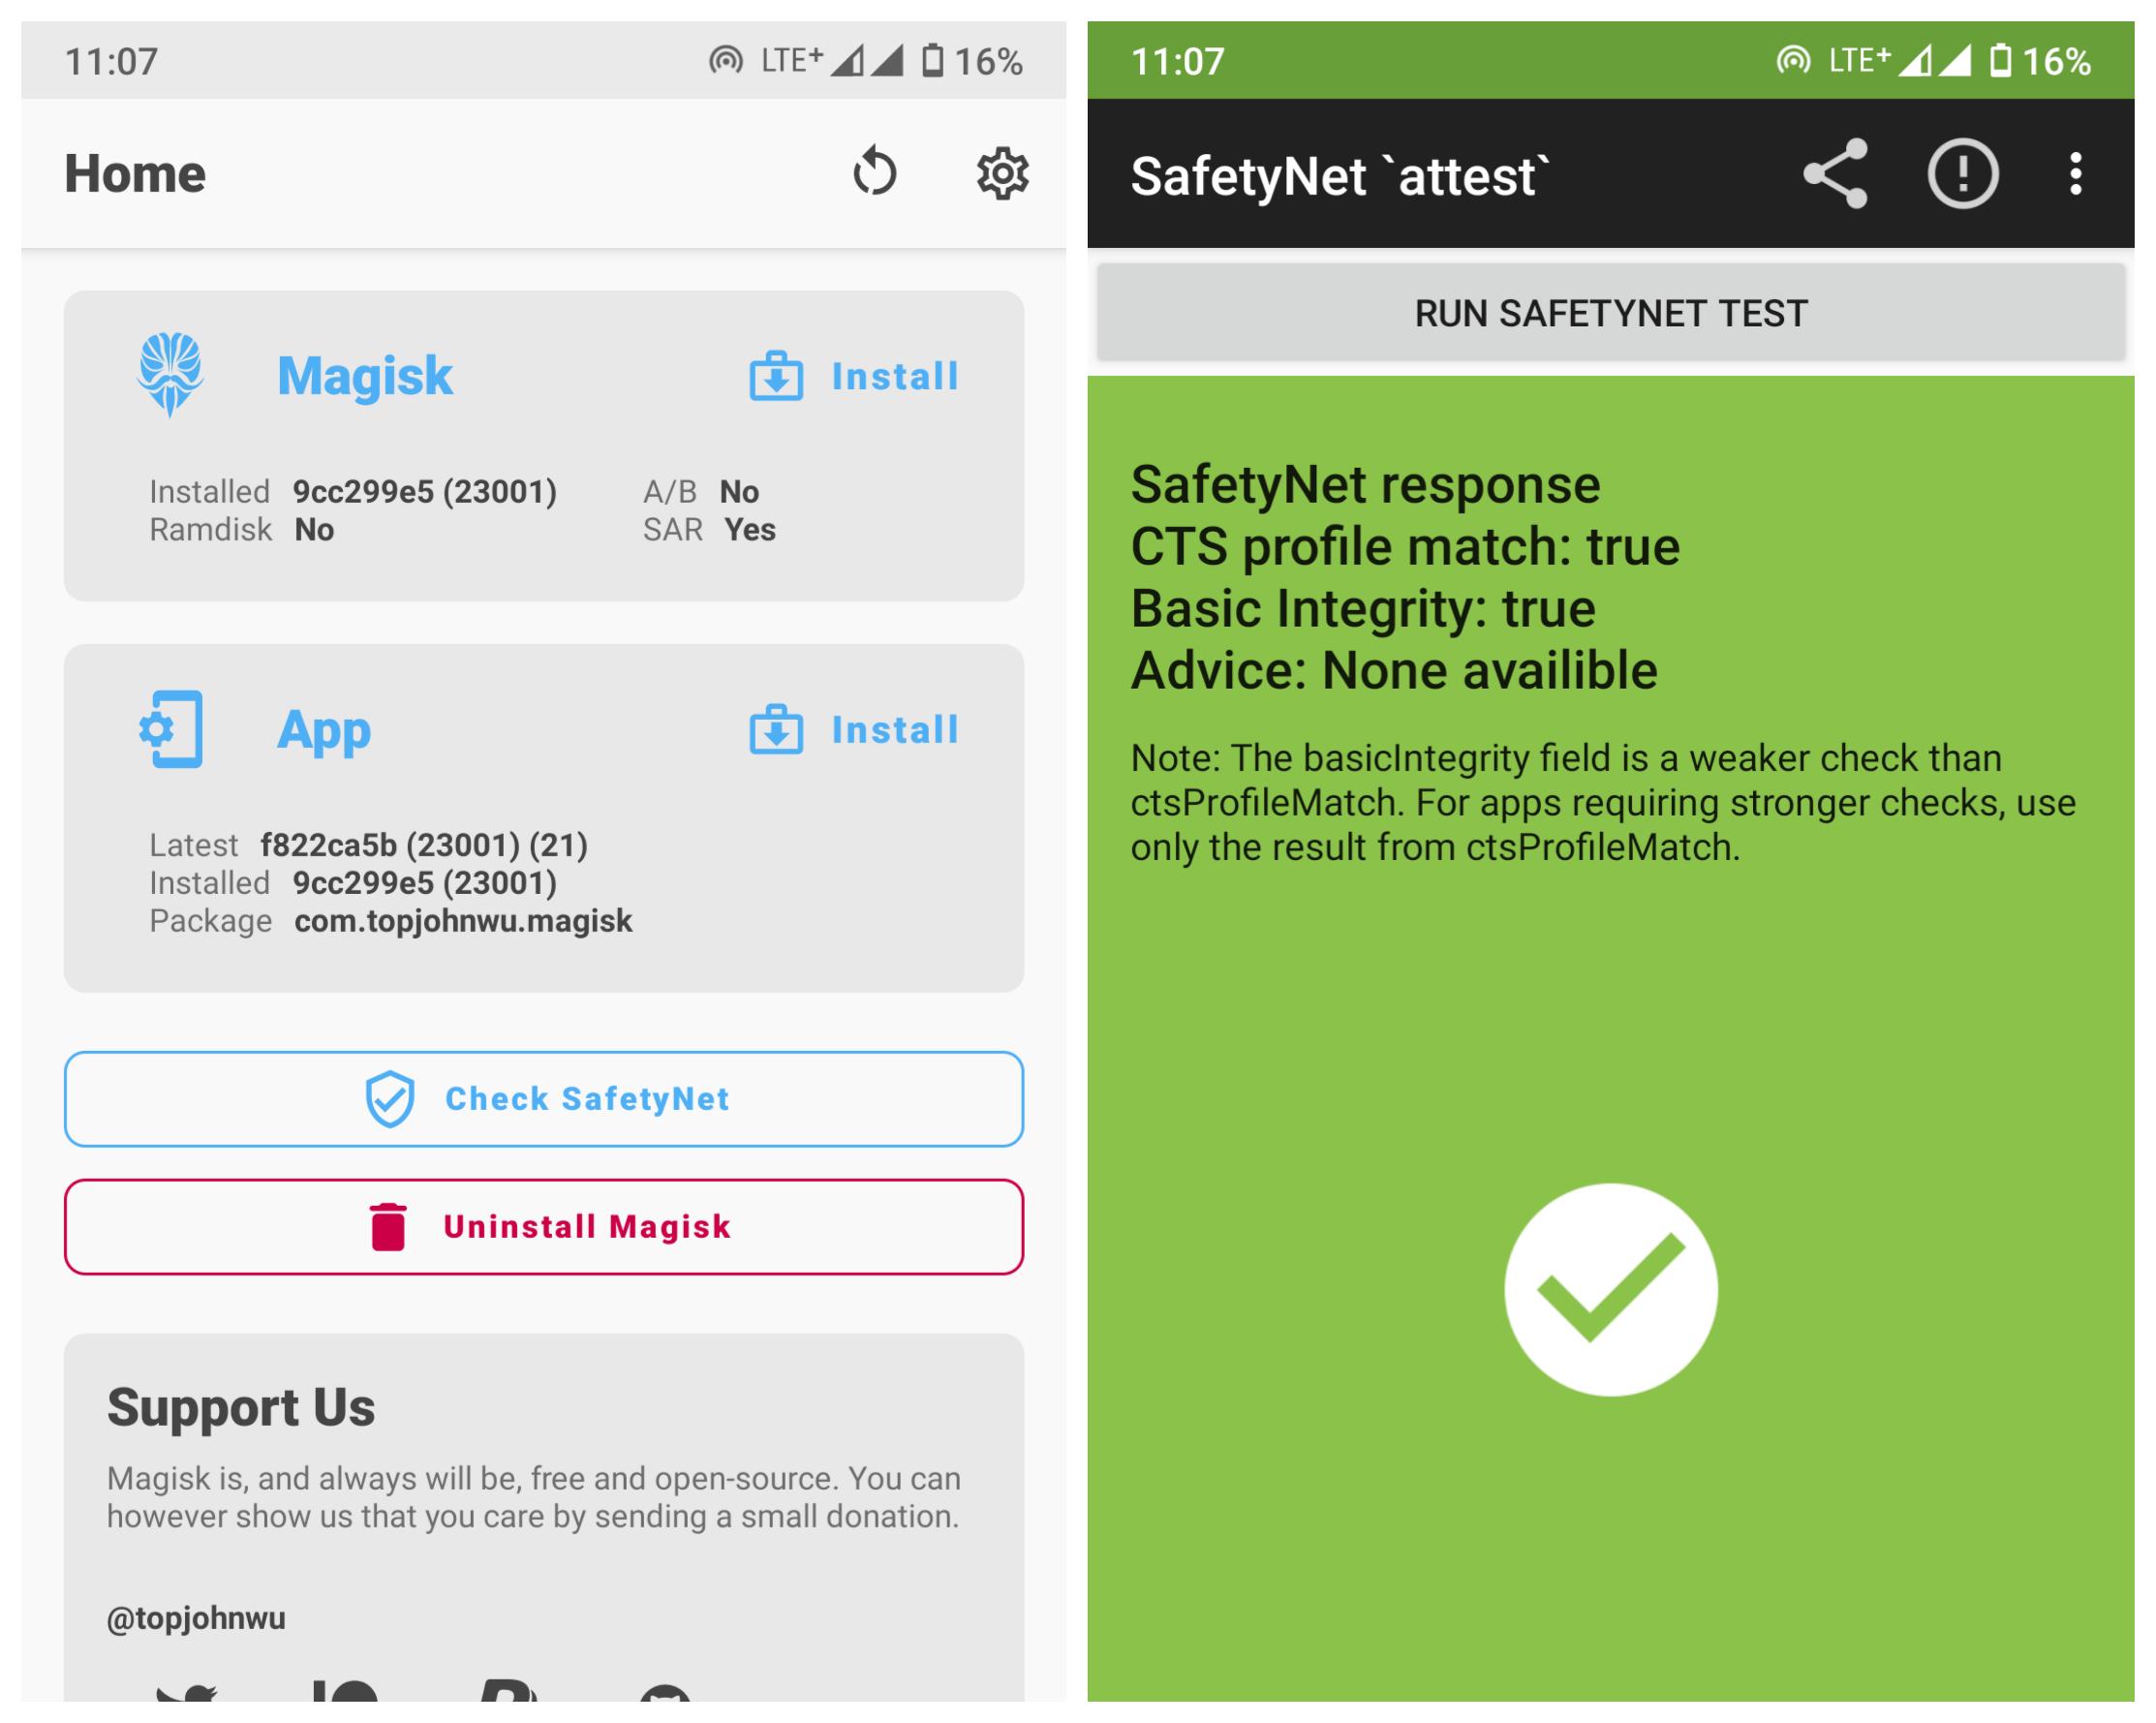 11:07 LTE+ 16%
Home
Magisk Install
Installed 9cc299e5 (23001) A/B No
Ramdisk No SAR Yes
App Install
Latest f822ca5b (23001) (21)
Installed 9cc299e5 (23001)
Package com.topjohnwu.magisk
Check SafetyNet
Uninstall Magisk
Support Us
Magisk is, and always will be, free and open-source. You can
however show us that you care by sending a small donation.
@topjohnwu
11:07 LTE+ 16%
SafetyNet `attest`
RUN SAFETYNET TEST
SafetyNet response
CTS profile match: true
Basic Integrity: true
Advice: None availible
Note: The basicIntegrity field is a weaker check than
ctsProfileMatch. For apps requiring stronger checks, use
only the result from ctsProfileMatch.